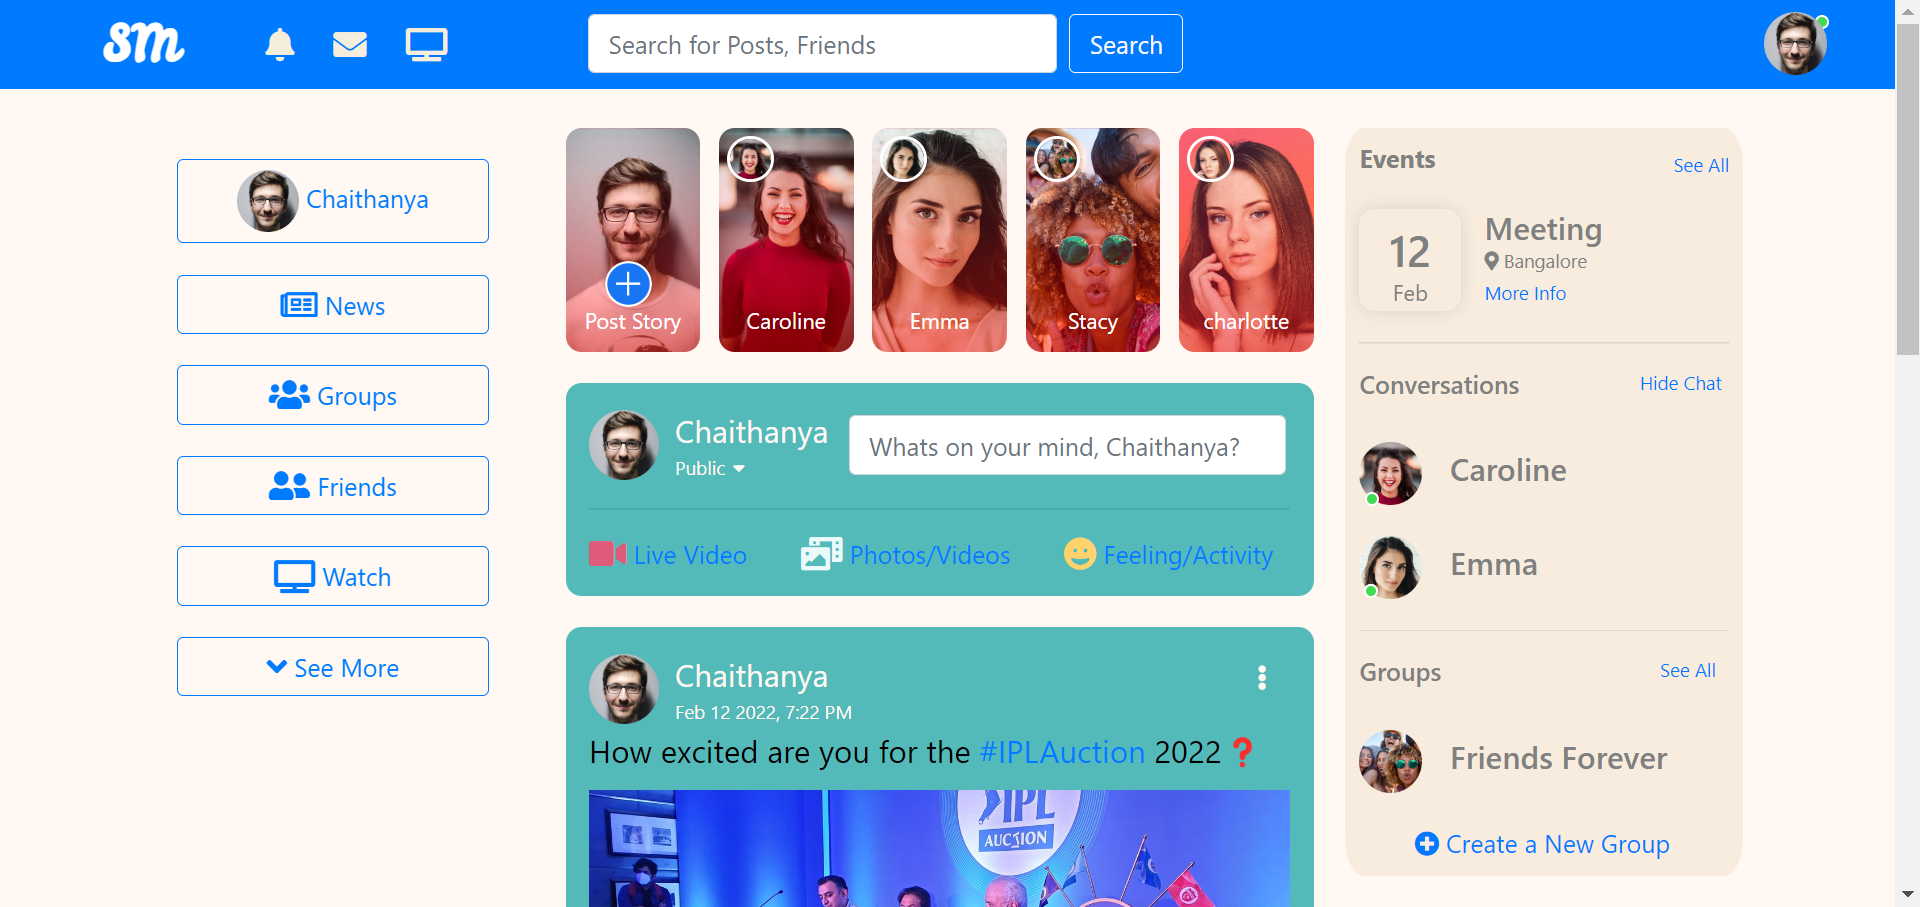 sm
Search for Posts, Friends
Search
Chaithanya
News
Groups
Friends
Watch
See More
Post Story
Caroline
Emma
Stacy
charlotte
Chaithanya
Public
Whats on your mind, Chaithanya?
Live Video
Photos/Videos
Feeling/Activity
Chaithanya
Feb 12 2022, 7:22 PM
How excited are you for the #IPLAuction 2022❓
IPL
AUCTION
Events
See All
12
Feb
Meeting
Bangalore
More Info
Conversations
Hide Chat
Caroline
Emma
Groups
See All
Friends Forever
Create a New Group